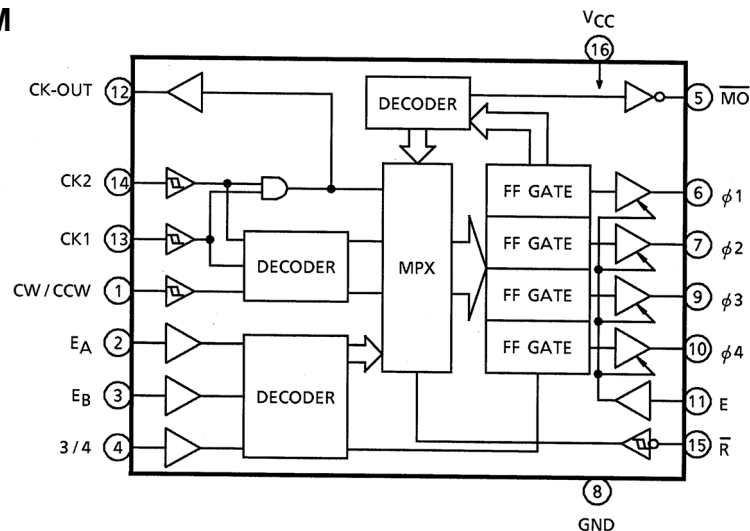 M
VCC
16
CK-OUT 12
DECODER
5 MO
CK2 14
FF GATE
6 ϕ1
CK1 13
DECODER
MPX
FF GATE
7 ϕ2
CW/CCW 1
FF GATE
9 ϕ3
EA 2
FF GATE
10 ϕ4
EB 3
DECODER
11 E
3/4 4
15 R
8
GND